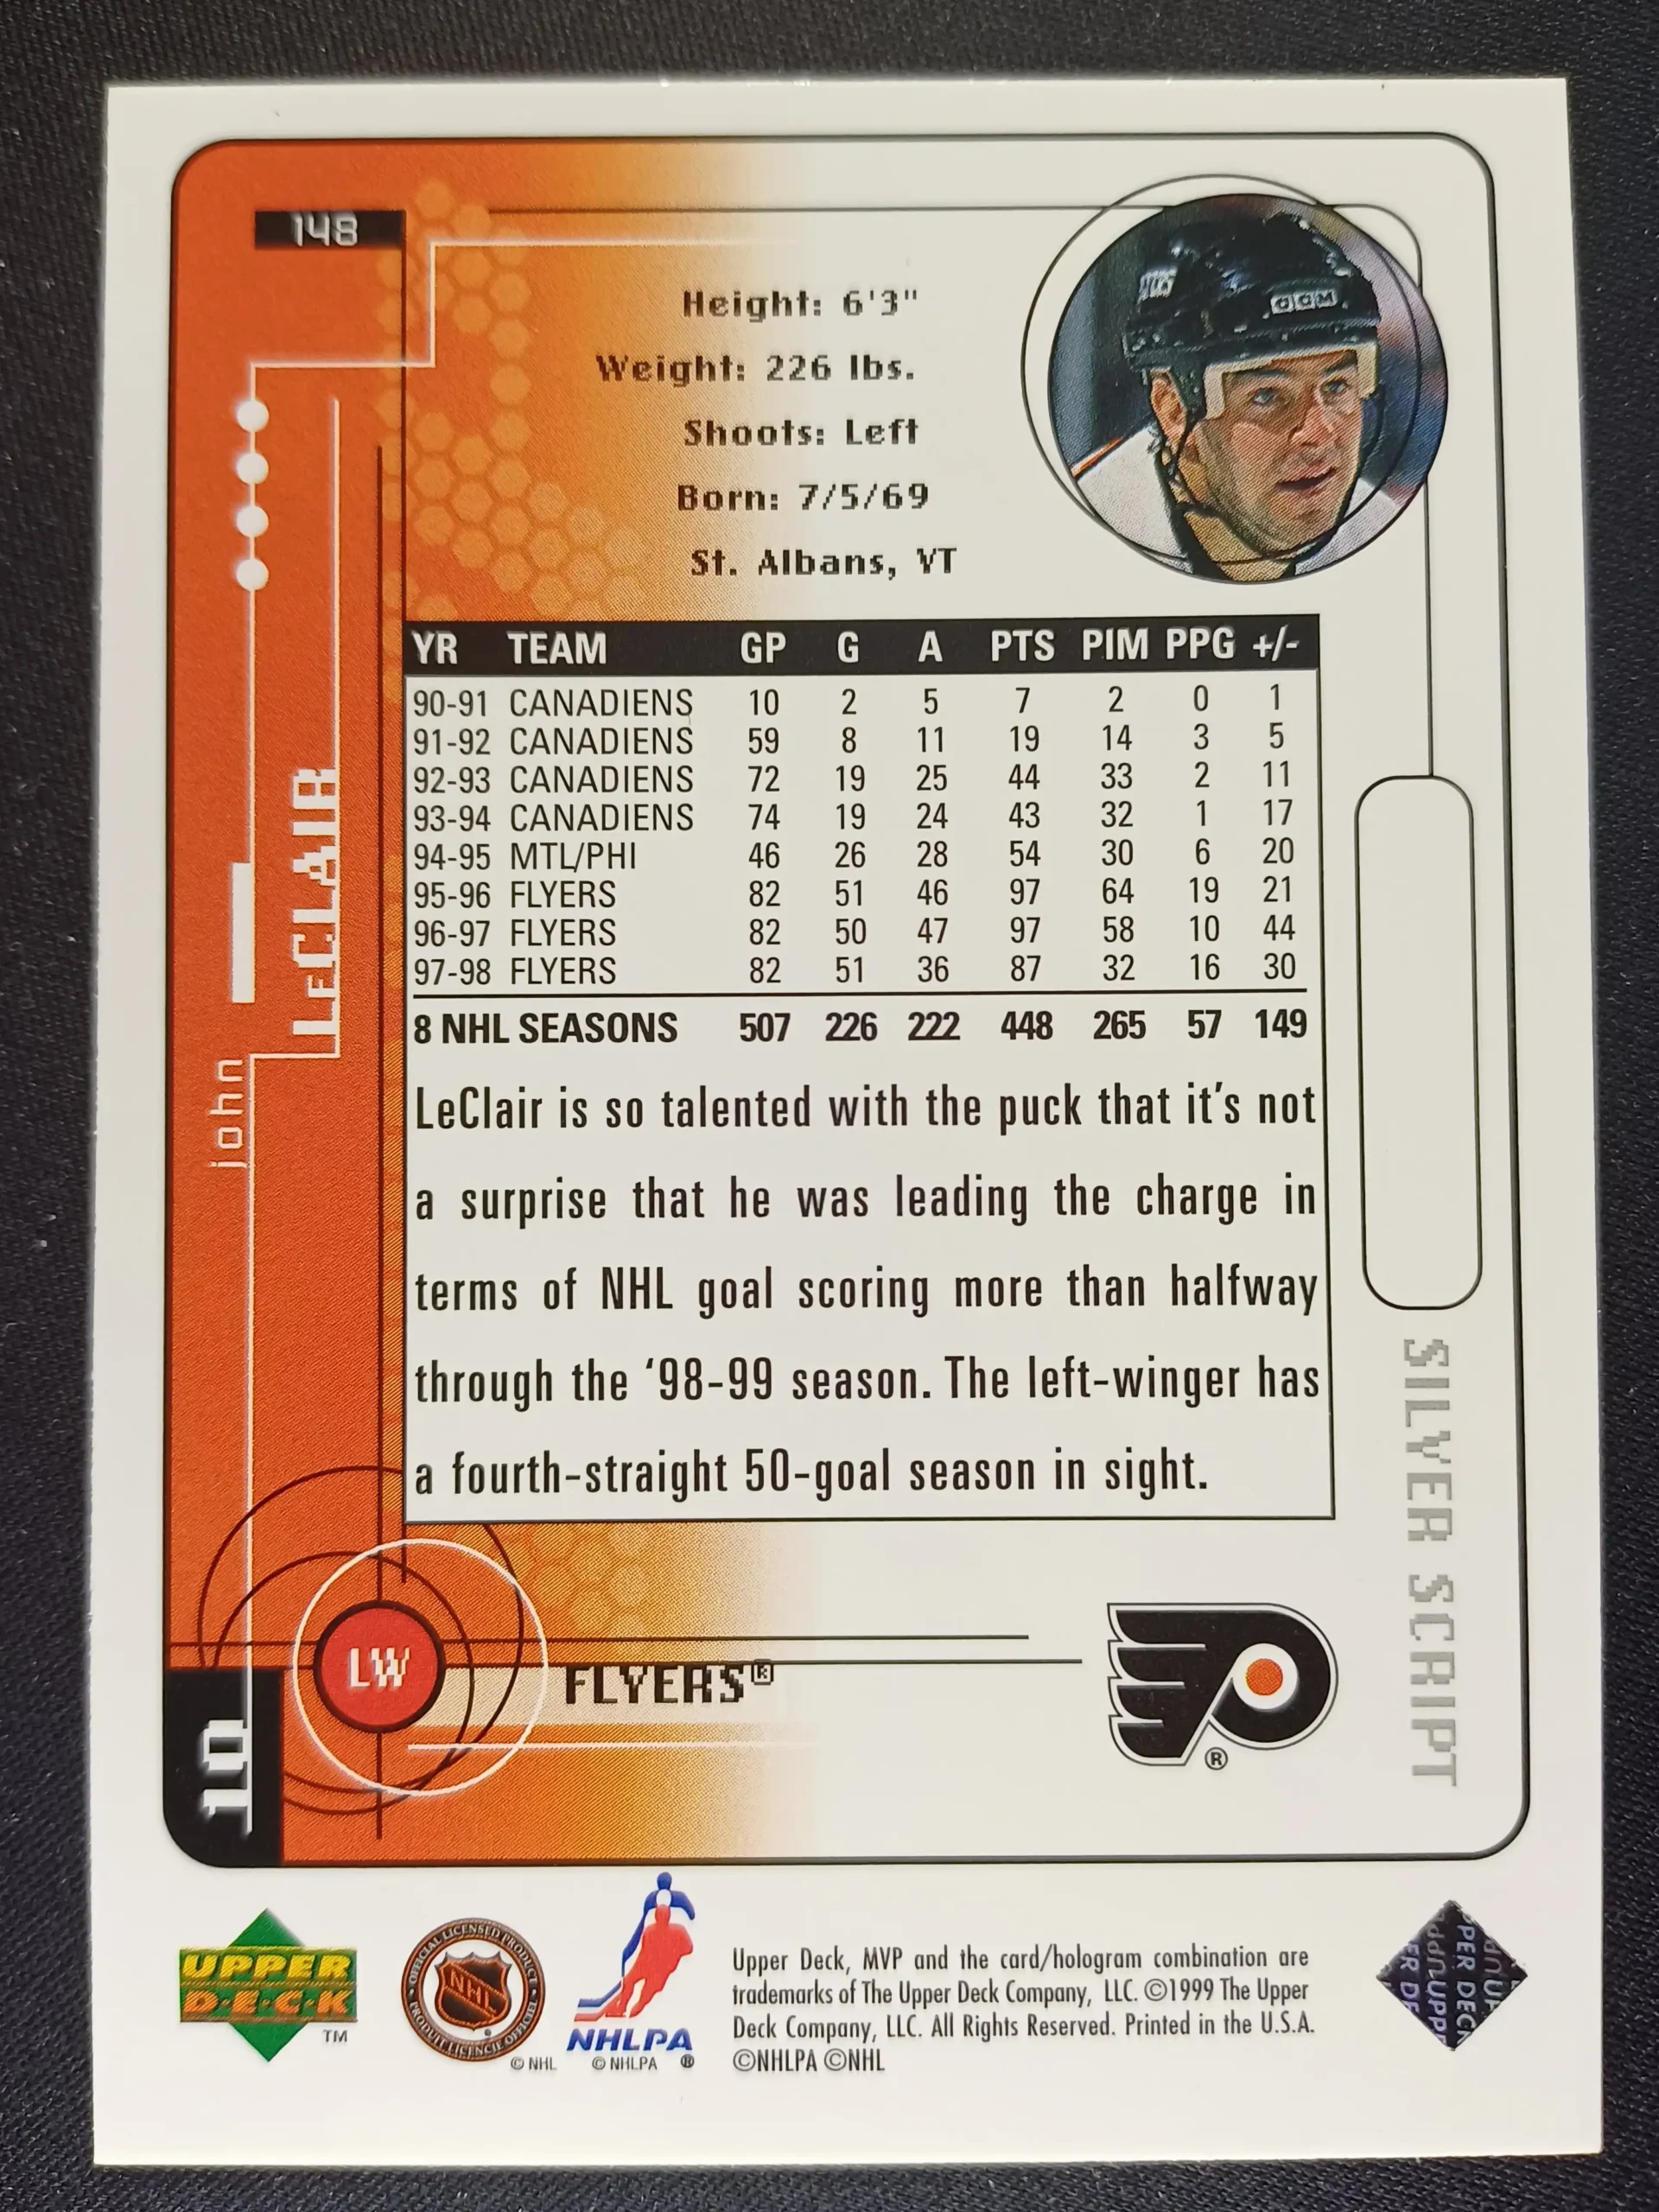 148
CCM
Height: 6'3"
Weight: 226 lbs.
Shoots: Left
Born: 7/5/69
St. Albans, VT
john
LeCLAIR
YR TEAM GP G A PTS PIM PPG +/-
90-91 CANADIENS 10 2 5 7 2 0 1
91-92 CANADIENS 59 8 11 19 14 3 5
92-93 CANADIENS 72 19 25 44 33 2 11
93-94 CANADIENS 74 19 24 43 32 1 17
94-95 MTL/PHI 46 26 28 54 30 6 20
95-96 FLYERS 82 51 46 97 64 19 21
96-97 FLYERS 82 50 47 97 58 10 44
97-98 FLYERS 82 51 36 87 32 16 30
8 NHL SEASONS 507 226 222 448 265 57 149
LeClair is so talented with the puck that it's not
a surprise that he was leading the charge in
terms of NHL goal scoring more than halfway
through the '98-99 season. The left-winger has
a fourth-straight 50-goal season in sight.
SILVER SCRIPT
LW
FLYERS®
10
®
UPPER
D·E·C·K
™
OFFICIAL LICENSED PRODUCT
NHL
PRODUIT LICENCIE OFFICIEL
© NHL
NHLPA
© NHLPA ®
Upper Deck, MVP and the card/hologram combination are
trademarks of The Upper Deck Company, LLC. ©1999 The Upper
Deck Company, LLC. All Rights Reserved. Printed in the U.S.A.
©NHLPA ©NHL
UPPER DECK